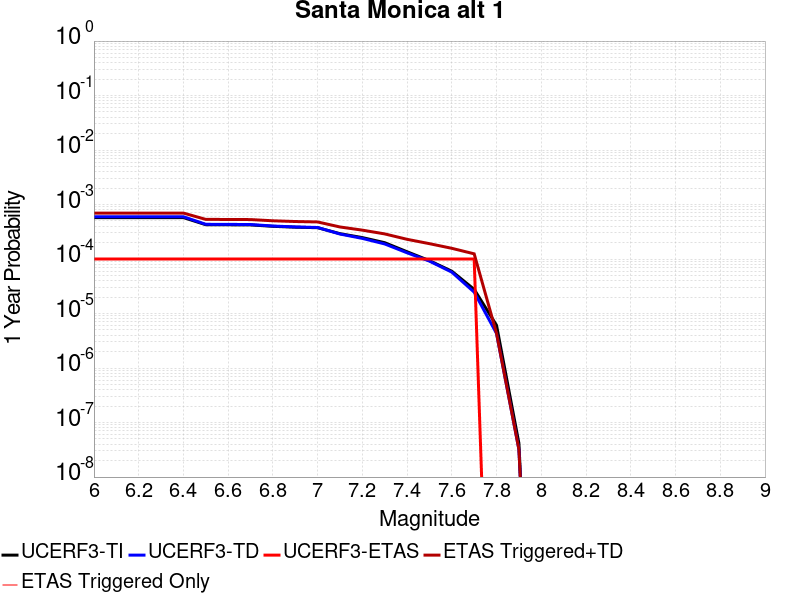 Santa Monica alt 1
10^0
10^-1
10^-2
10^-3
10^-4
10^-5
10^-6
10^-7
10^-8
1 Year Probability
6 6.2 6.4 6.6 6.8 7 7.2 7.4 7.6 7.8 8 8.2 8.4 8.6 8.8 9
Magnitude
UCERF3-TI UCERF3-TD UCERF3-ETAS ETAS Triggered+TD
ETAS Triggered Only